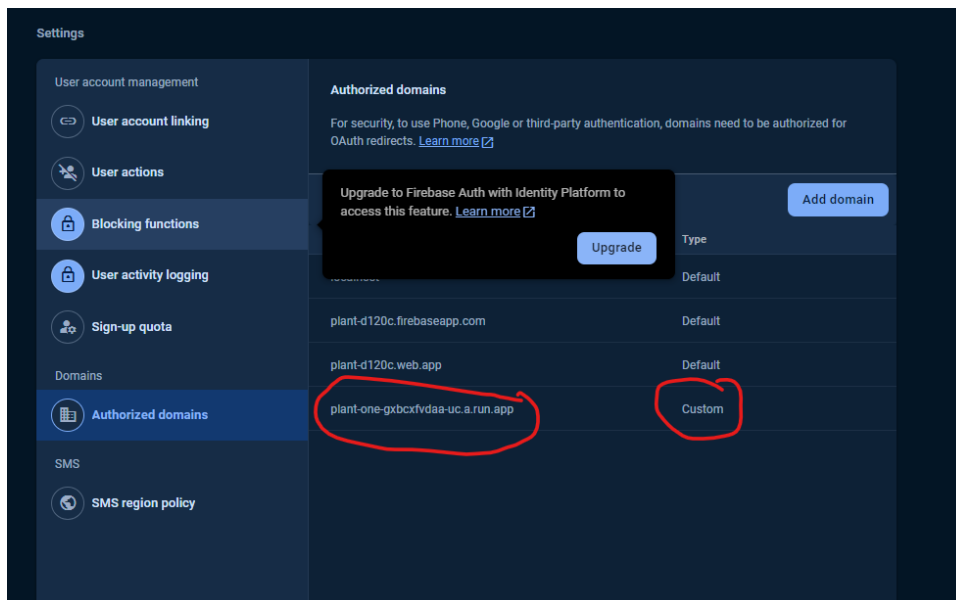 Settings
User account management
User account linking
User actions
Blocking functions
User activity logging
Sign-up quota
Domains
Authorized domains
SMS
SMS region policy
Authorized domains
For security, to use Phone, Google or third-party authentication, domains need to be authorized for
OAuth redirects. Learn more
Upgrade to Firebase Auth with Identity Platform to
access this feature. Learn more
Upgrade
Add domain
Type
localhost Default
plant-d120c.firebaseapp.com Default
plant-d120c.web.app Default
plant-one-gxbcxfvdaa-uc.a.run.app Custom